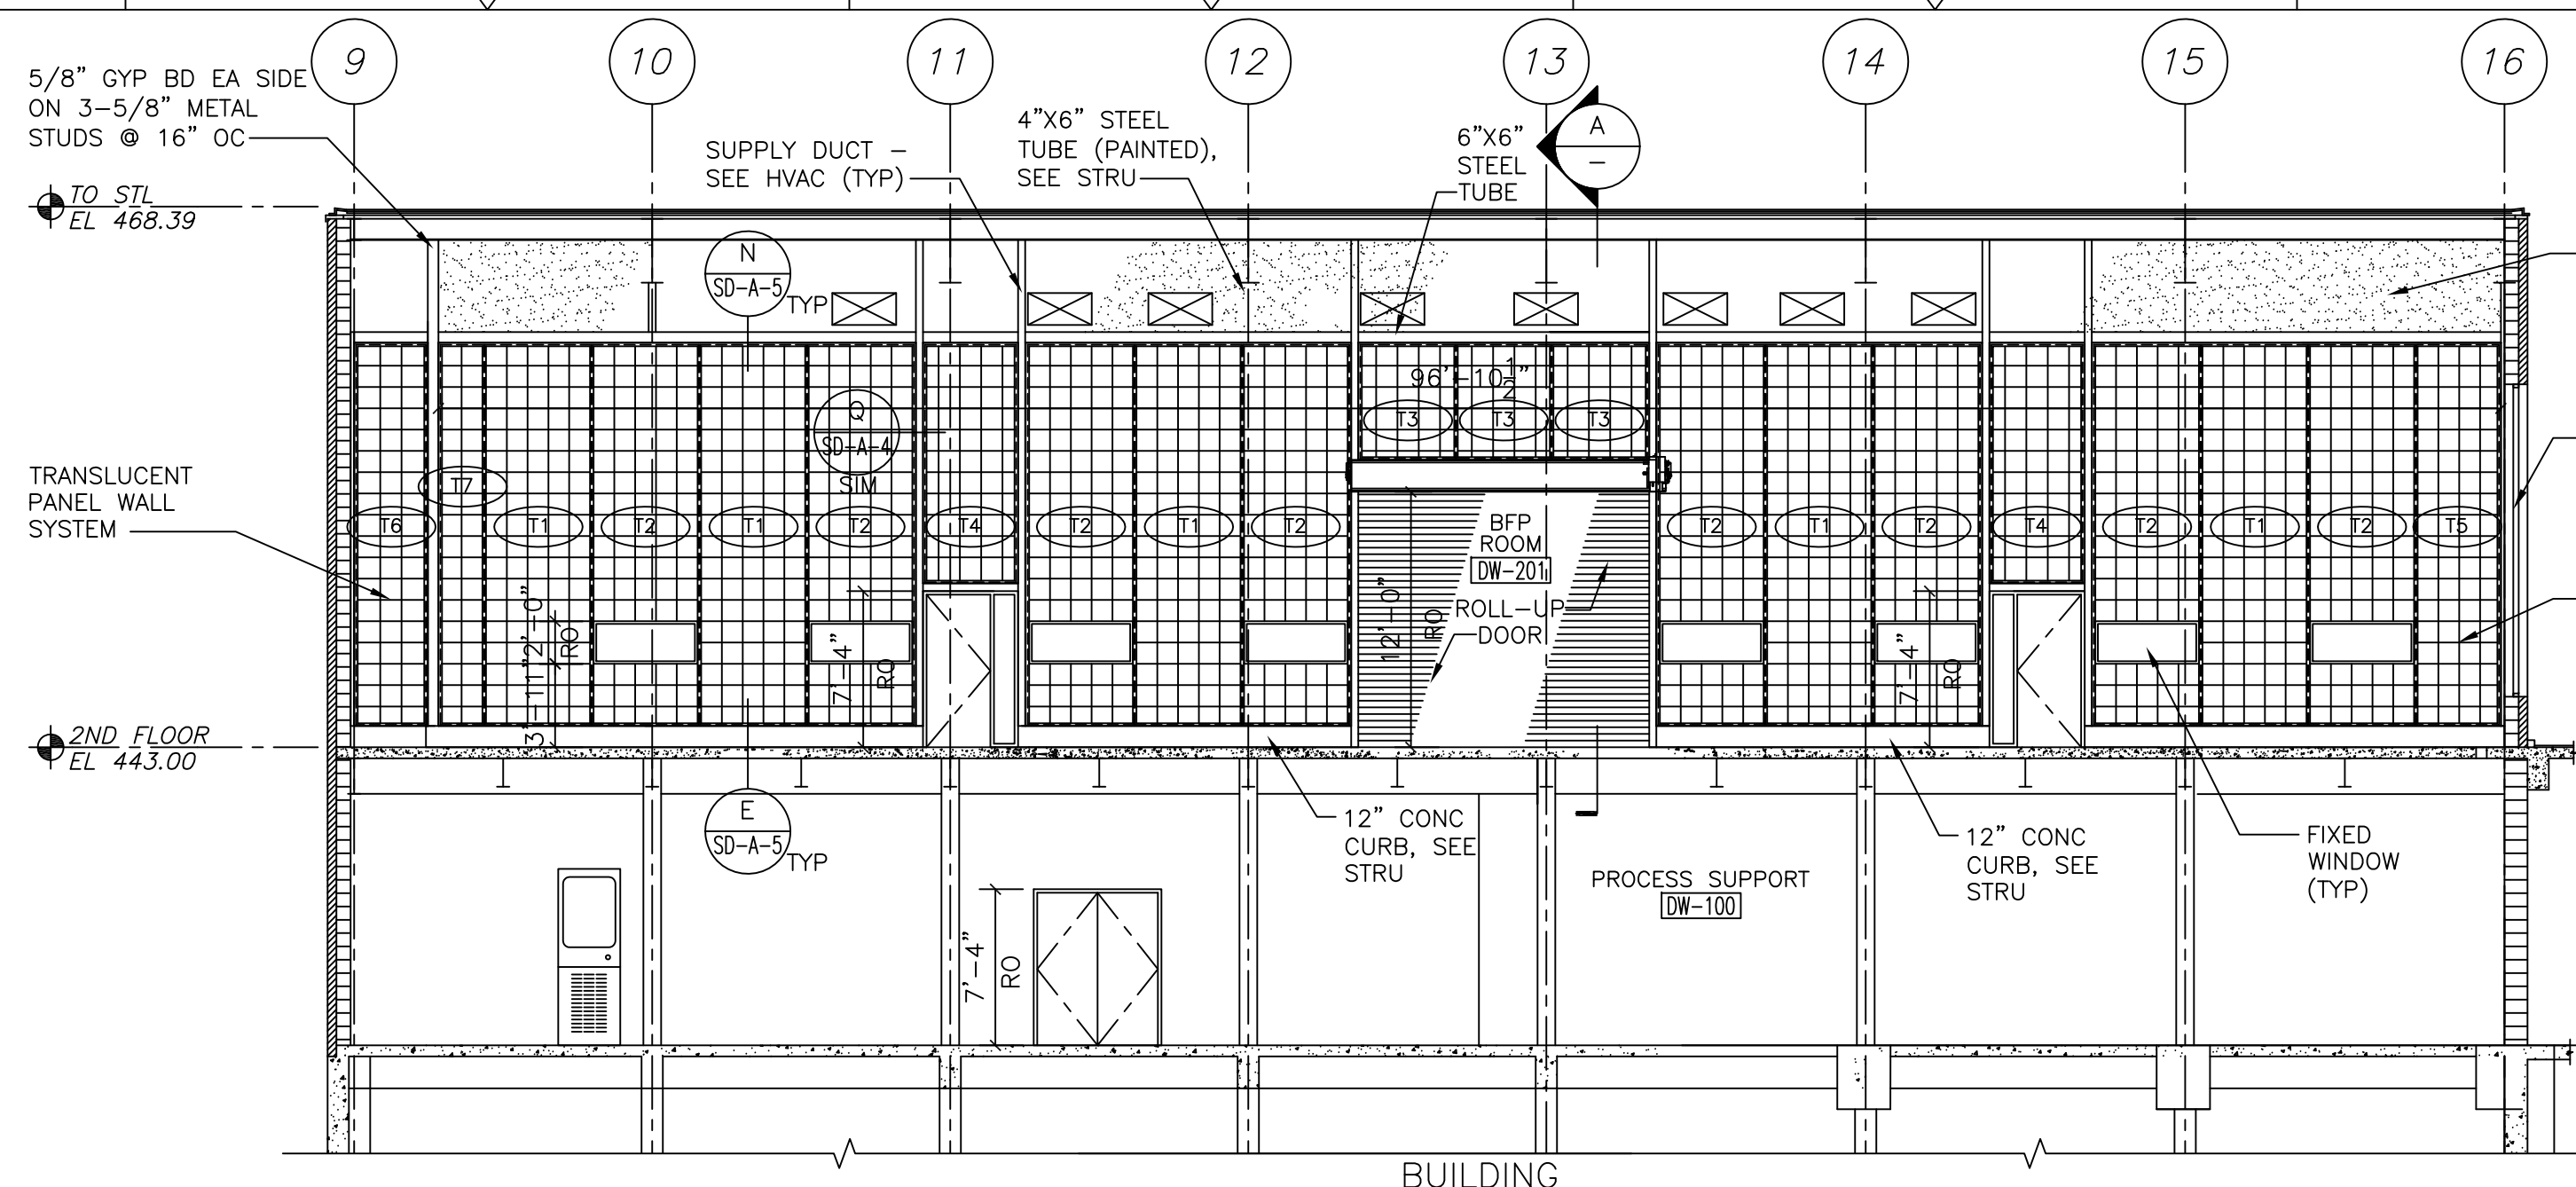 9
10
11
12
13
14
15
16
5/8" GYP BD EA SIDE
ON 3-5/8" METAL
STUDS @ 16" OC
SUPPLY DUCT -
SEE HVAC (TYP)
4"X6" STEEL
TUBE (PAINTED),
SEE STRU
6"X6"
STEEL
TUBE
A
-
TO STL
EL 468.39
N
SD-A-5
TYP
96'-10 1/2"
Q
SD-A-4
SIM
T3
T3
T3
TRANSLUCENT
PANEL WALL
SYSTEM
T7
T6
T1
T2
T1
T2
T4
T2
T1
T2
T2
T1
T2
T4
T2
T1
T2
T5
BFP
ROOM
DW-201
ROLL-UP
DOOR
3'-11"
2'-0"
RO
7'-4"
RO
12'-0"
RO
7'-4"
RO
2ND FLOOR
EL 443.00
E
SD-A-5
TYP
12" CONC
CURB, SEE
STRU
12" CONC
CURB, SEE
STRU
FIXED
WINDOW
(TYP)
PROCESS SUPPORT
DW-100
7'-4"
RO
BUILDING